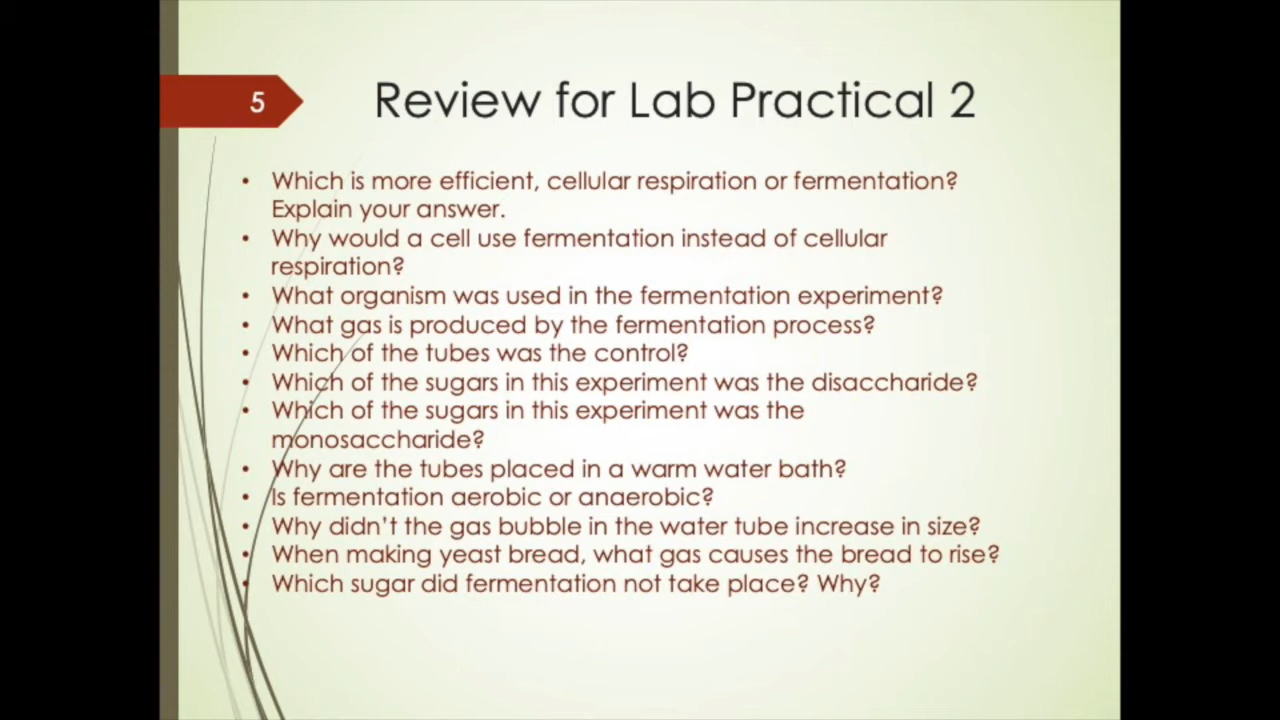 5
Review for Lab Practical 2
• Which is more efficient, cellular respiration or fermentation?
Explain your answer.
• Why would a cell use fermentation instead of cellular
respiration?
• What organism was used in the fermentation experiment?
• What gas is produced by the fermentation process?
• Which of the tubes was the control?
• Which of the sugars in this experiment was the disaccharide?
• Which of the sugars in this experiment was the
monosaccharide?
• Why are the tubes placed in a warm water bath?
• Is fermentation aerobic or anaerobic?
• Why didn't the gas bubble in the water tube increase in size?
• When making yeast bread, what gas causes the bread to rise?
• Which sugar did fermentation not take place? Why?